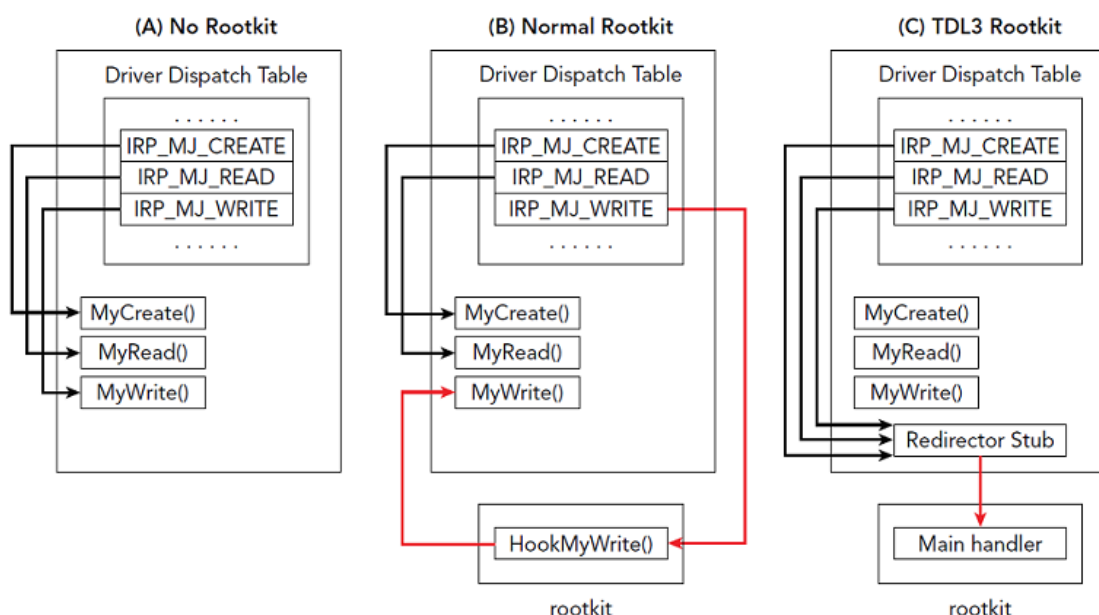 (A) No Rootkit
Driver Dispatch Table
. . . . . .
IRP_MJ_CREATE
IRP_MJ_READ
IRP_MJ_WRITE
. . . . . .
MyCreate()
MyRead()
MyWrite()
(B) Normal Rootkit
Driver Dispatch Table
. . . . . .
IRP_MJ_CREATE
IRP_MJ_READ
IRP_MJ_WRITE
. . . . . .
MyCreate()
MyRead()
MyWrite()
HookMyWrite()
rootkit
(C) TDL3 Rootkit
Driver Dispatch Table
. . . . . .
IRP_MJ_CREATE
IRP_MJ_READ
IRP_MJ_WRITE
. . . . . .
MyCreate()
MyRead()
MyWrite()
Redirector Stub
Main handler
rootkit